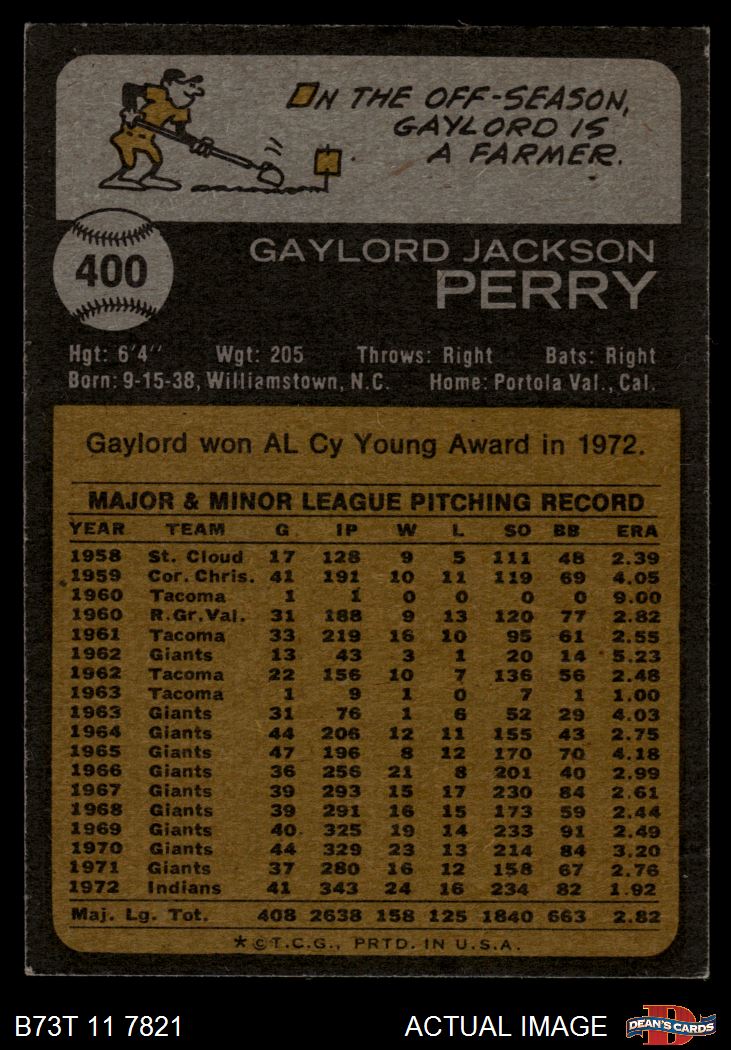 ON THE OFF-SEASON,
GAYLORD IS
A FARMER.
400
GAYLORD JACKSON
PERRY
Hgt: 6'4'' Wgt: 205 Throws: Right Bats: Right
Born: 9-15-38, Williamstown, N.C. Home: Portola Val., Cal.
Gaylord won AL Cy Young Award in 1972.
MAJOR & MINOR LEAGUE PITCHING RECORD
YEAR TEAM G IP W L SO BB ERA
1958 St. Cloud 17 128 9 5 111 48 2.39
1959 Cor. Chris. 41 191 10 11 119 69 4.05
1960 Tacoma 1 1 0 0 0 0 9.00
1960 R.Gr.Val. 31 188 9 13 120 77 2.82
1961 Tacoma 33 219 16 10 95 61 2.55
1962 Giants 13 43 3 1 20 14 5.23
1962 Tacoma 22 156 10 7 136 56 2.48
1963 Tacoma 1 9 1 0 7 1 1.00
1963 Giants 31 76 1 6 52 29 4.03
1964 Giants 44 206 12 11 155 43 2.75
1965 Giants 47 196 8 12 170 70 4.18
1966 Giants 36 256 21 8 201 40 2.99
1967 Giants 39 293 15 17 230 84 2.61
1968 Giants 39 291 16 15 173 59 2.44
1969 Giants 40 325 19 14 233 91 2.49
1970 Giants 44 329 23 13 214 84 3.20
1971 Giants 37 280 16 12 158 67 2.76
1972 Indians 41 343 24 16 234 82 1.92
Maj. Lg. Tot. 408 2638 158 125 1840 663 2.82
*©T.C.G., PRTD. IN U.S.A.
B73T 11 7821 ACTUAL IMAGE DEAN'S CARDS